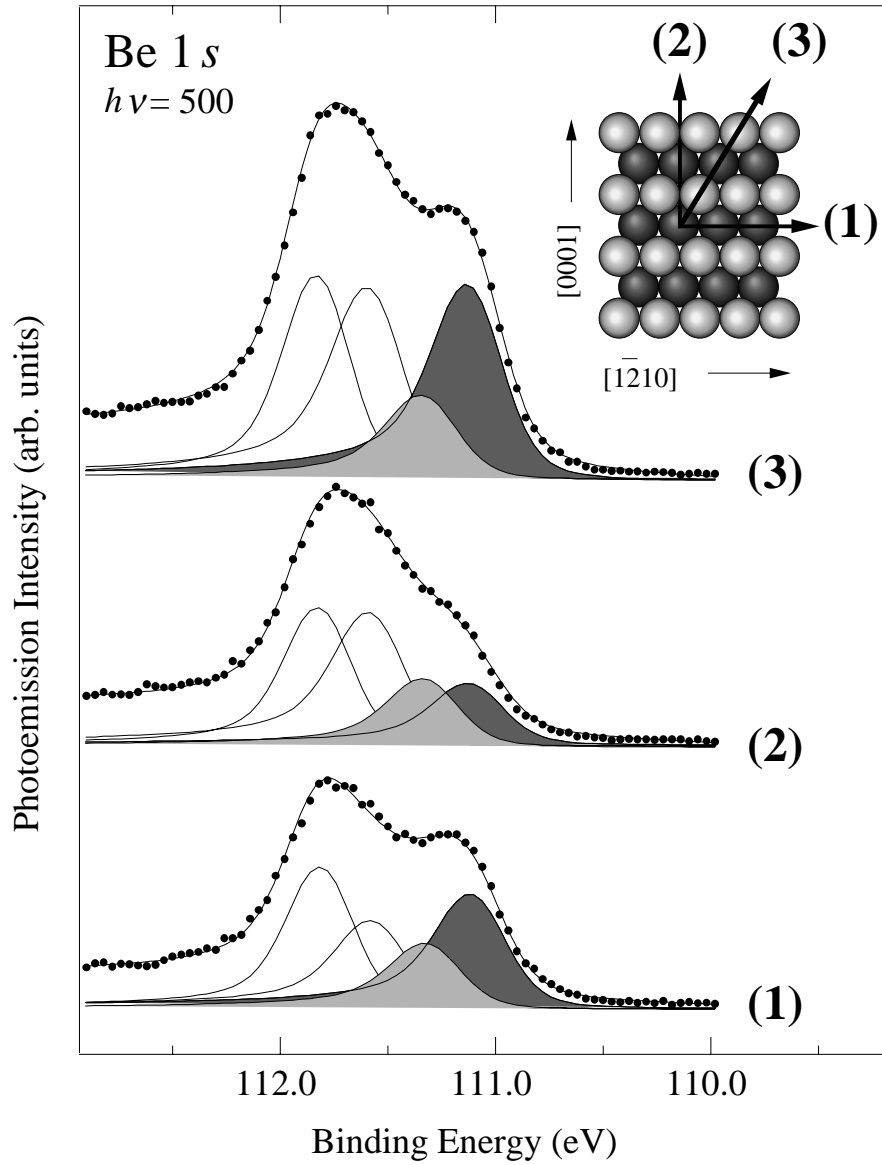 Be 1 s
hν = 500
(2)
(3)
(1)
[0001]
[1̅210]
(3)
(2)
(1)
Photoemission Intensity (arb. units)
112.0 111.0 110.0
Binding Energy (eV)